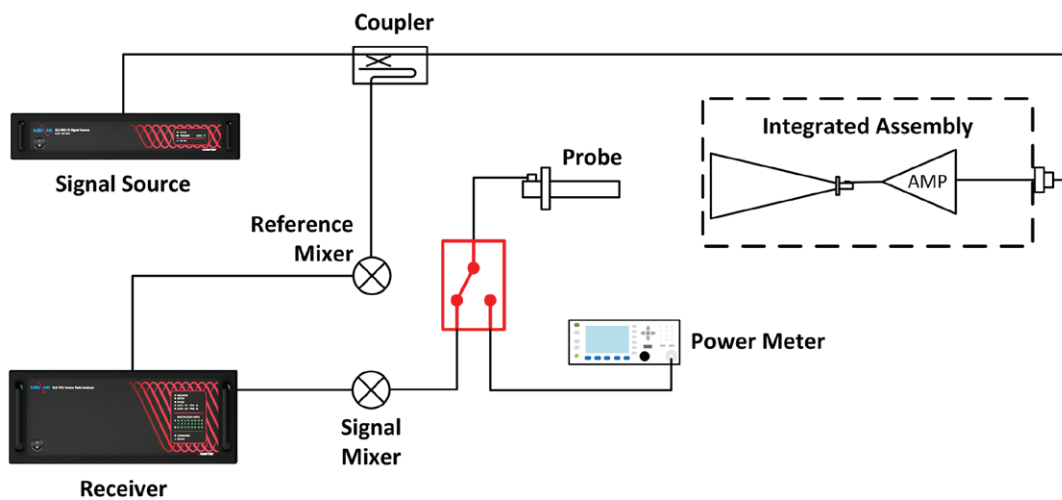 Coupler
Integrated Assembly
AMP
Probe
Signal Source
Reference
Mixer
Power Meter
Signal
Mixer
Receiver